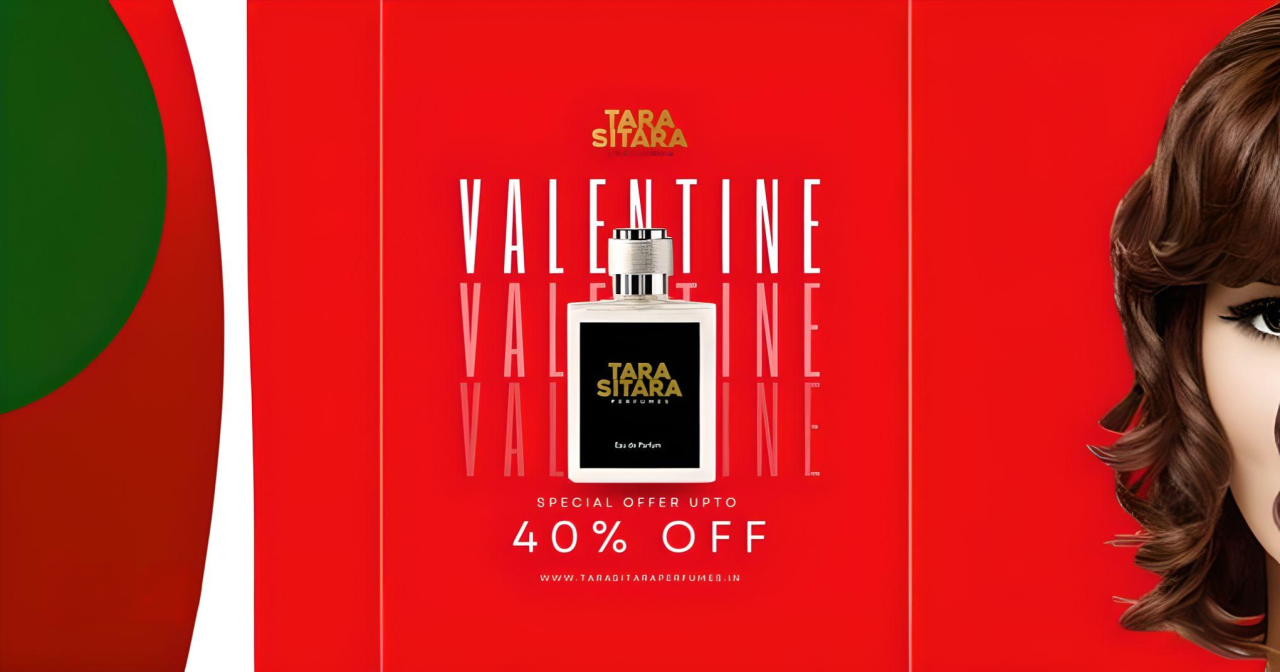 TARA
SITARA
VALENTINE
VALENTINE
VALENTINE
TARA
SITARA
PERFUMES
Eau de Parfum
SPECIAL OFFER UPTO
40% OFF
WWW.TARASITARAPERFUMES.IN